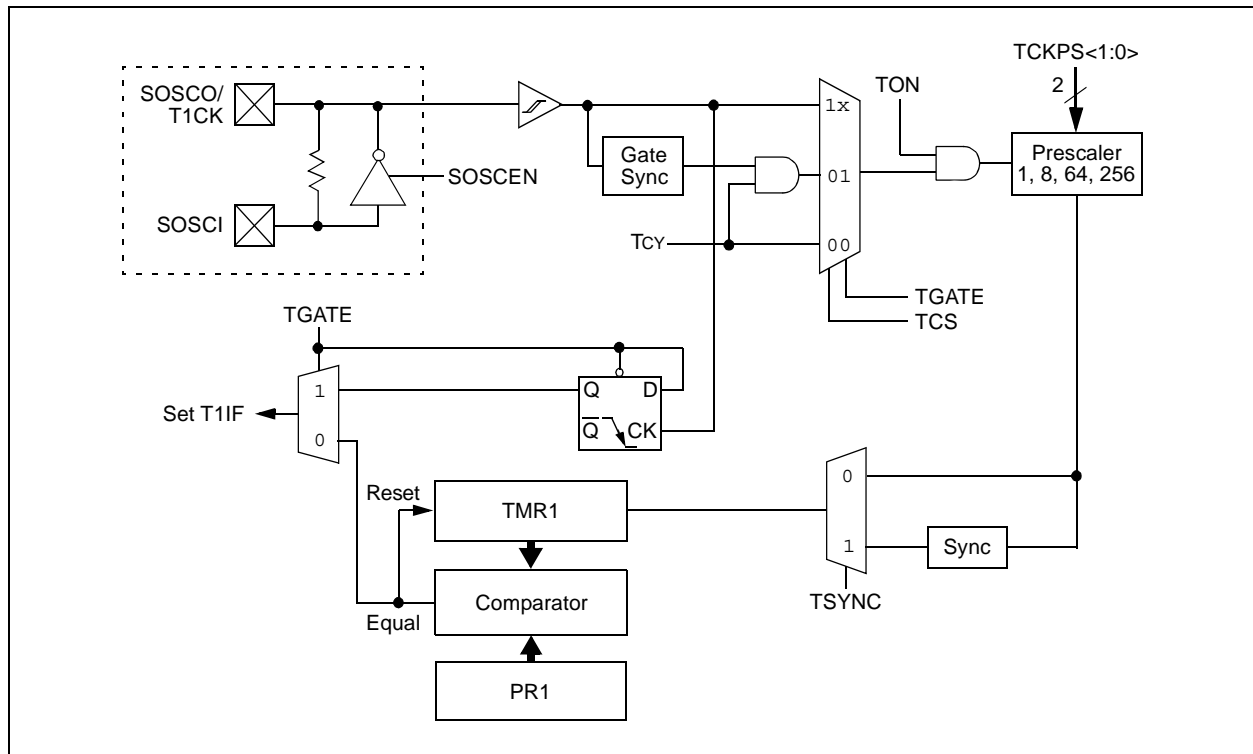 TCKPS<1:0>
SOSCO/
T1CK
TON
2
1x
Gate
Sync
Prescaler
1, 8, 64, 256
SOSCEN
01
SOSCI
TCY
00
TGATE
TCS
TGATE
1
Q
D
Set T1IF
Q
CK
0
0
Reset
TMR1
1
Sync
TSYNC
Comparator
Equal
PR1